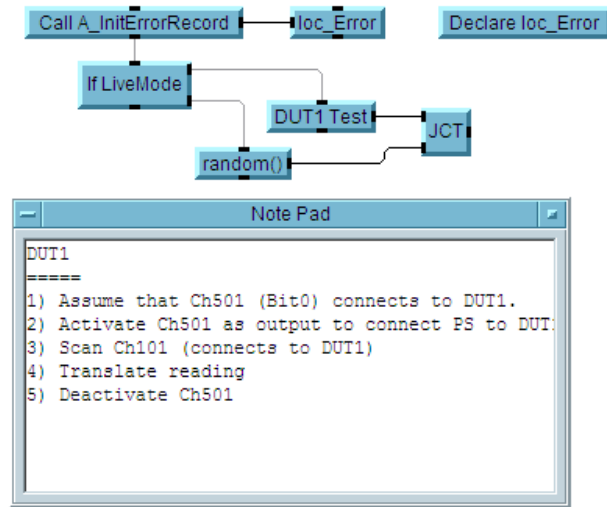 Call A_InitErrorRecord
loc_Error
Declare loc_Error
If LiveMode
DUT1 Test
JCT
random()
Note Pad
DUT1
=====
1) Assume that Ch501 (Bit0) connects to DUT1.
2) Activate Ch501 as output to connect PS to DUT
3) Scan Ch101 (connects to DUT1)
4) Translate reading
5) Deactivate Ch501